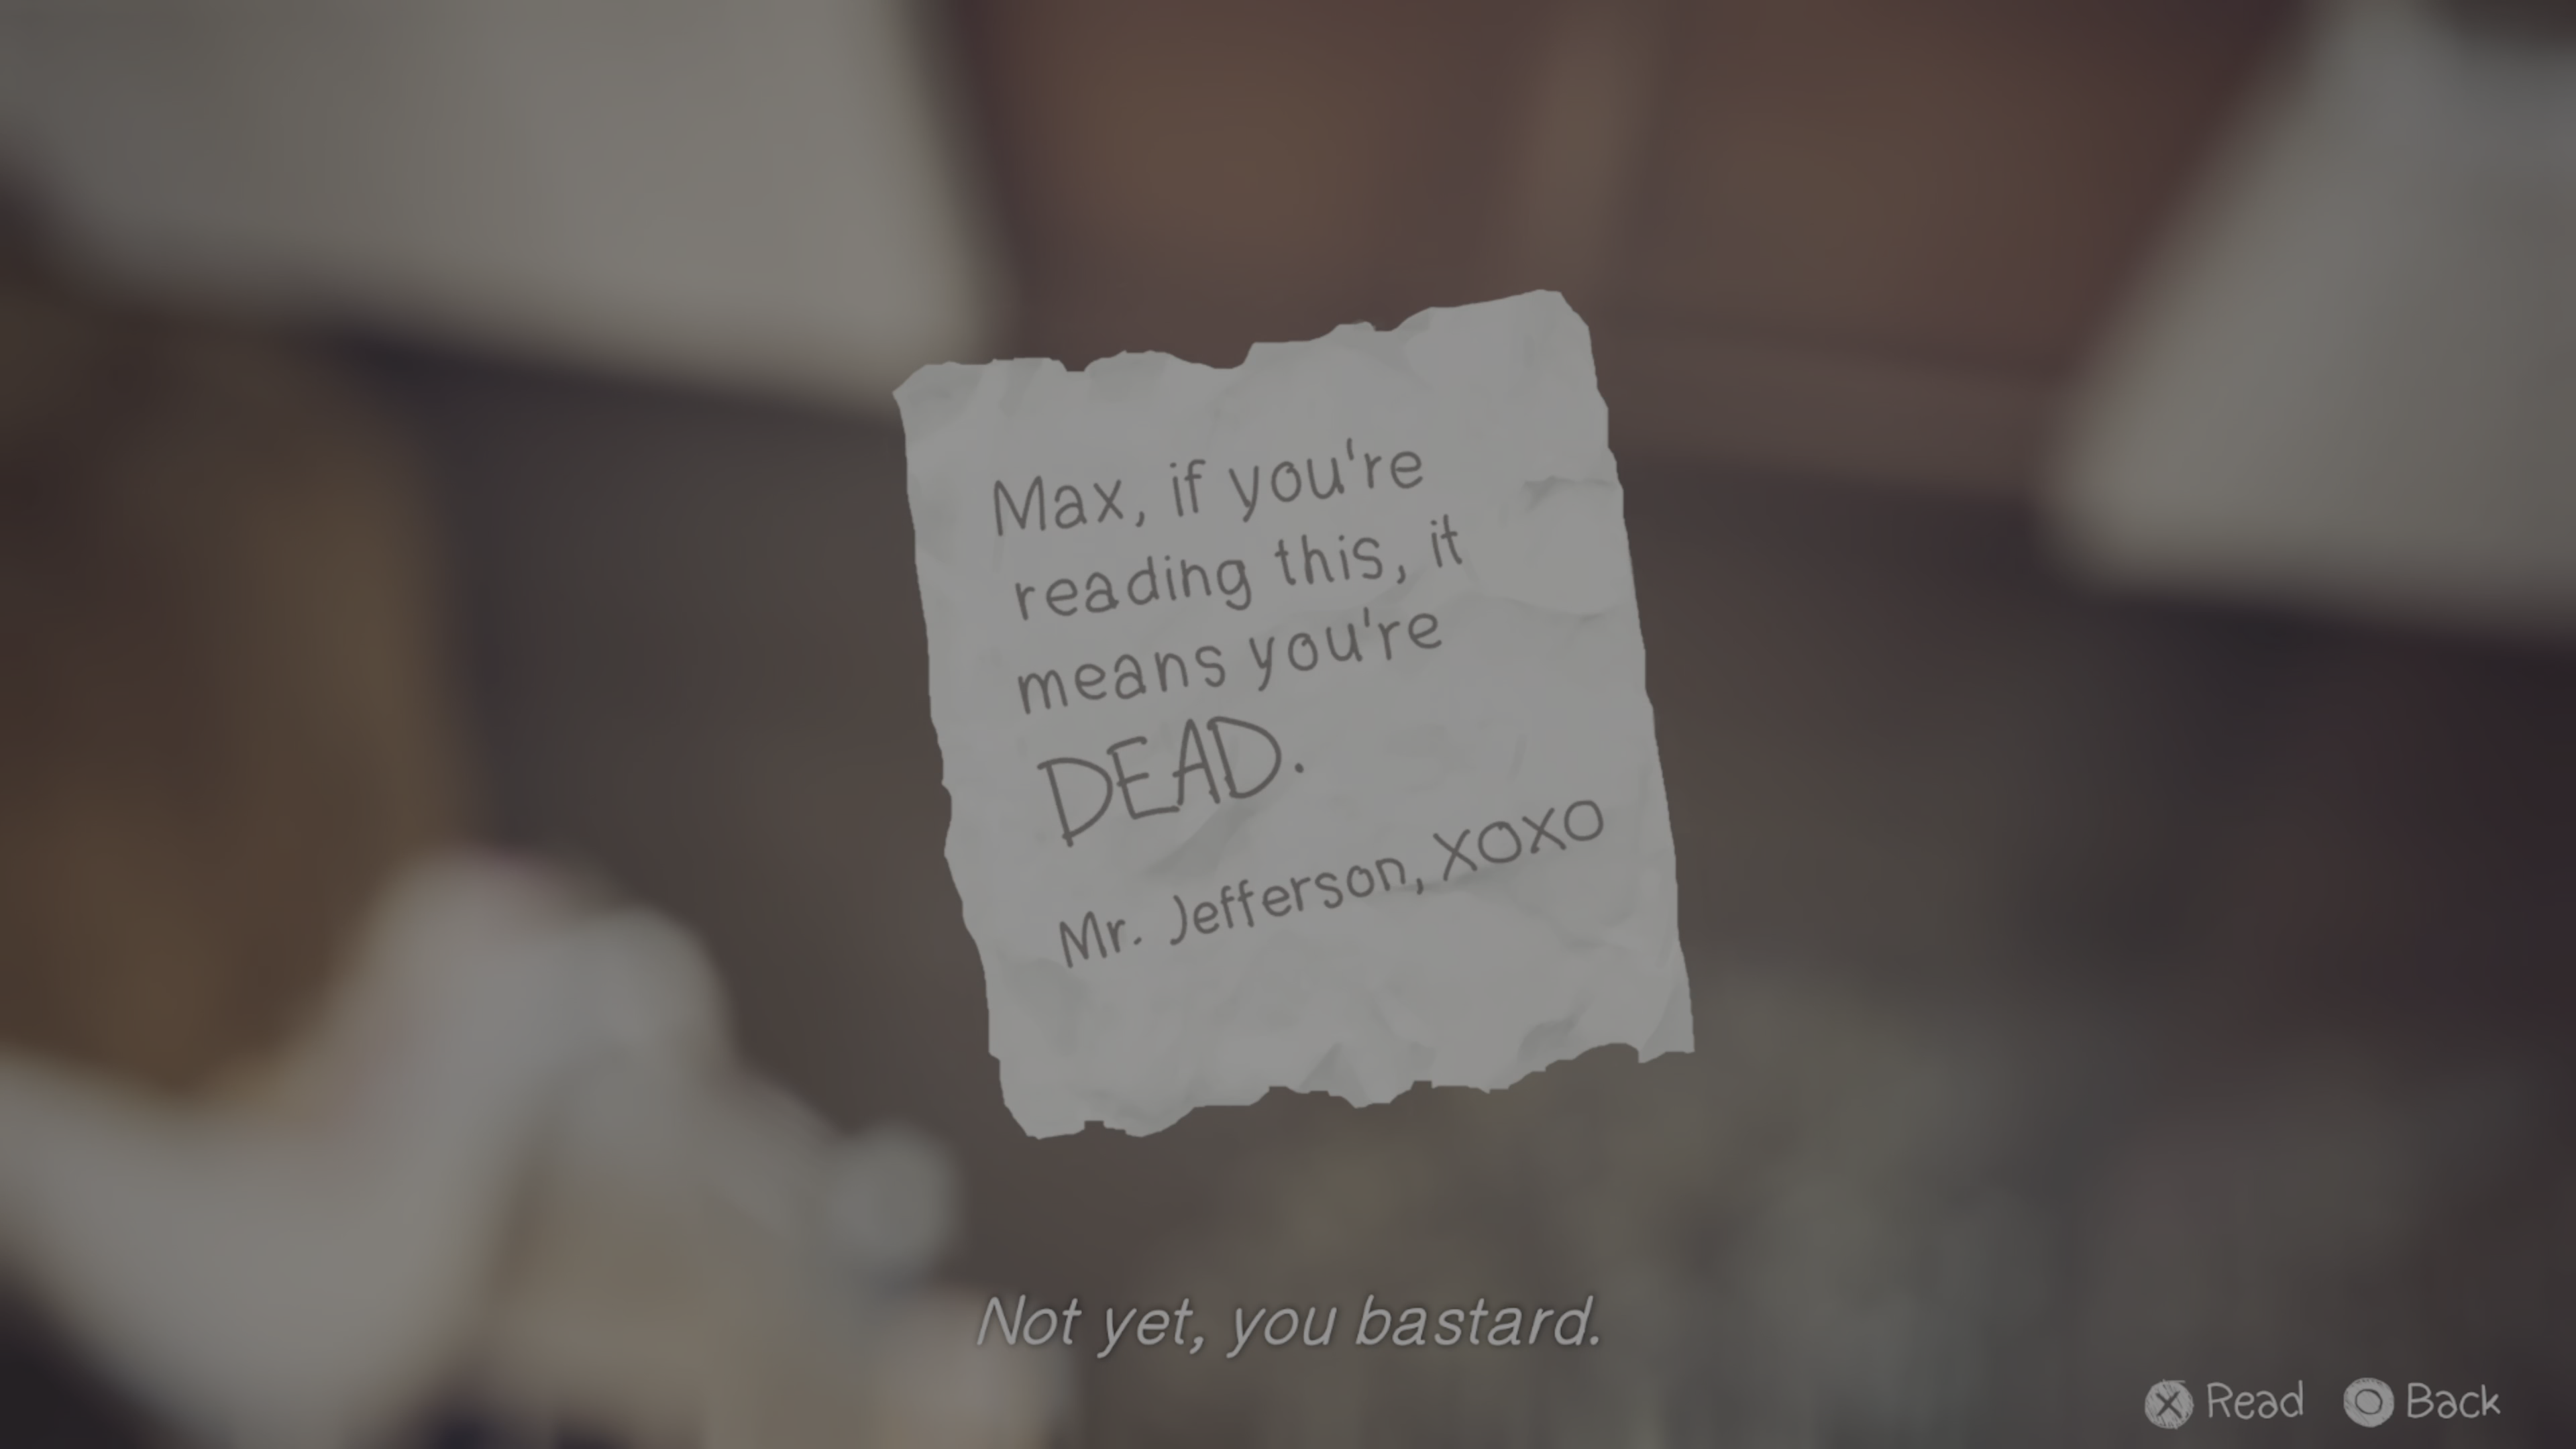 Max, if you're
reading this, it
means you're
DEAD.
Mr. Jefferson, XOXO
Not yet, you bastard.
Read
Back